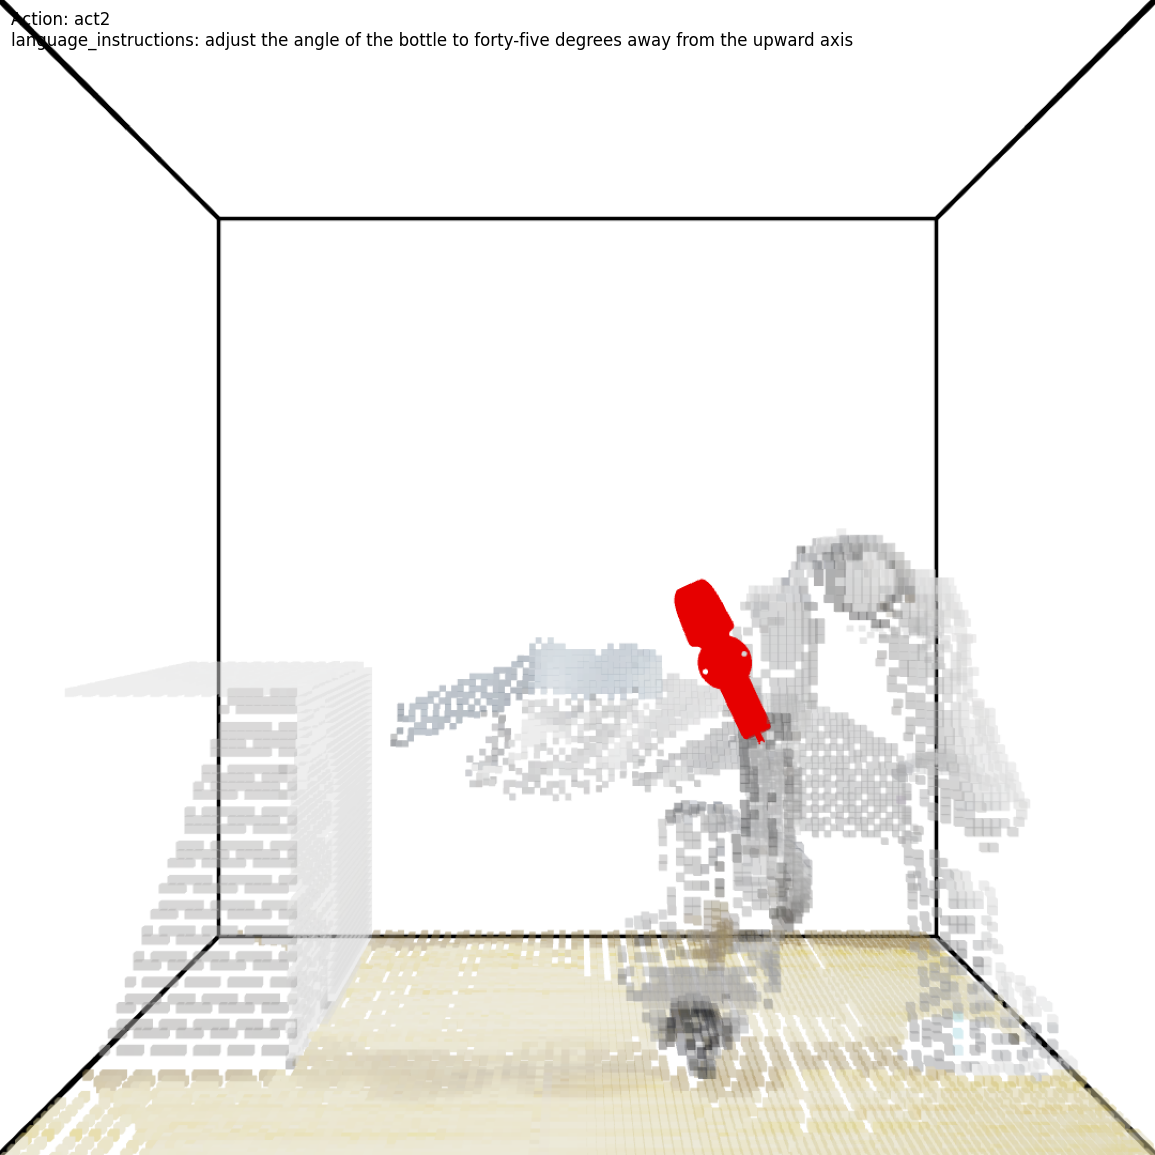 Action: act2
language_instructions: adjust the angle of the bottle to forty-five degrees away from the upward axis